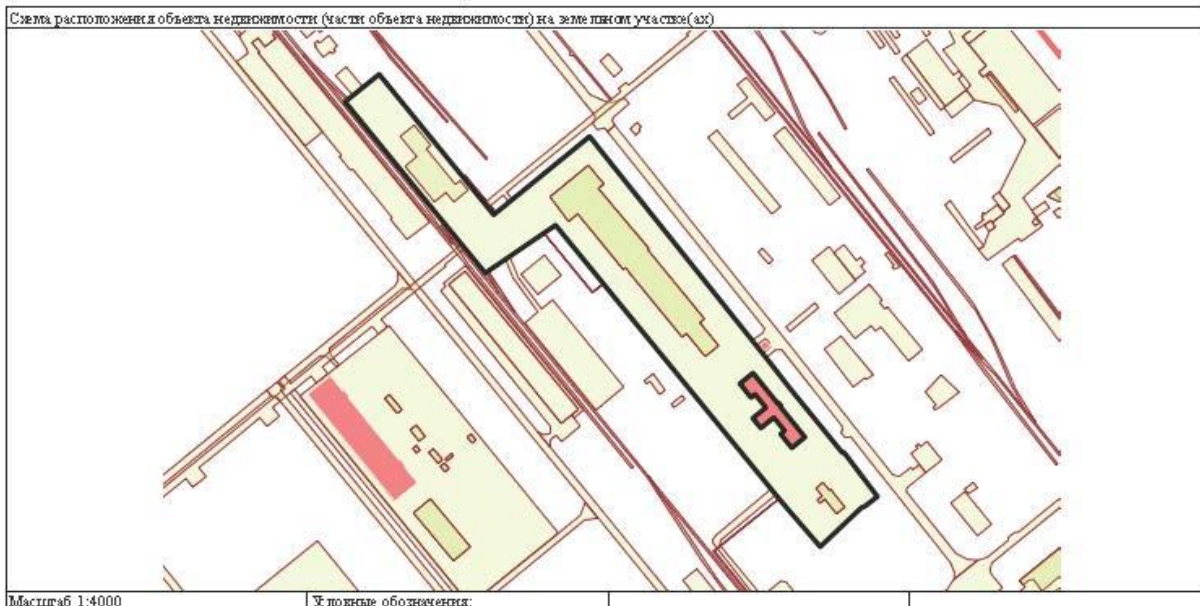 Схема расположения объекта недвижимости (части объекта недвижимости) на земельном участке(ах)
Масштаб 1:4000
Условные обозначения: